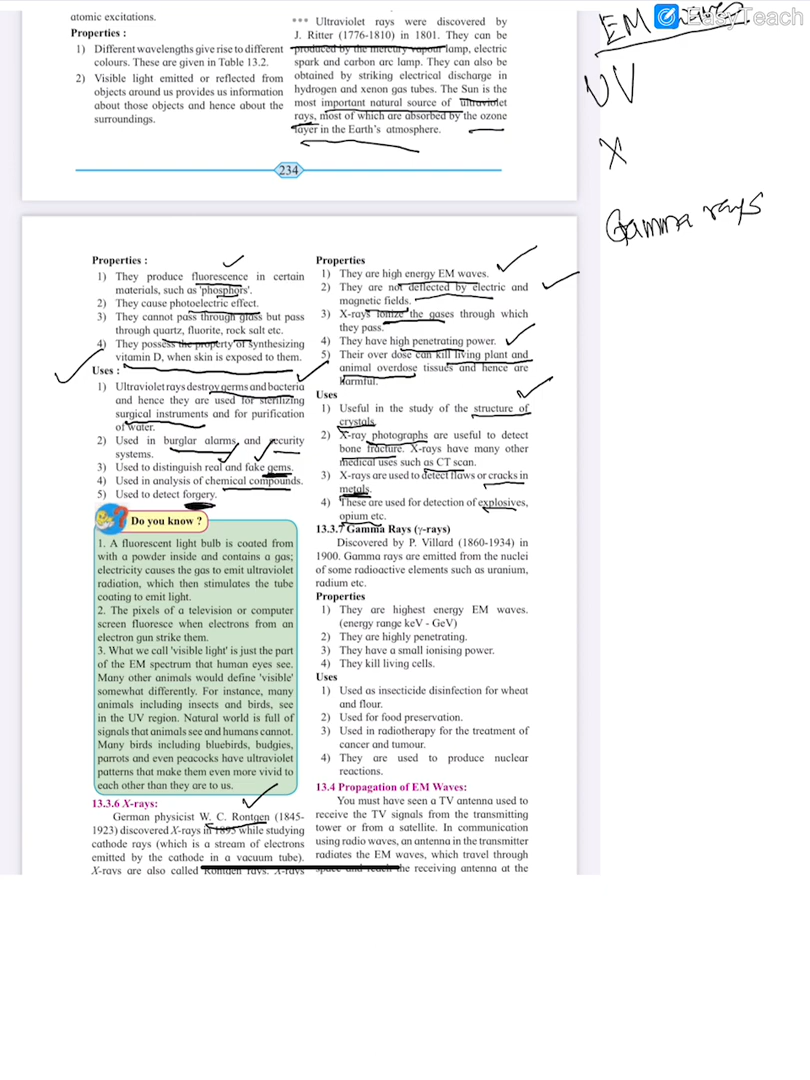 atomic excitations.
Properties :
1) Different wavelengths give rise to different
colours. These are given in Table 13.2.
2) Visible light emitted or reflected from
objects around us provides us information
about those objects and hence about the
surroundings.
*** Ultraviolet rays were discovered by
J. Ritter (1776-1810) in 1801. They can be
produced by the mercury vapour lamp, electric
spark and carbon arc lamp. They can also be
obtained by striking electrical discharge in
hydrogen and xenon gas tubes. The Sun is the
most important natural source of ultraviolet
rays, most of which are absorbed by the ozone
layer in the Earth's atmosphere.
234
EM waves
EasyTeach
UV
X
Gamma rays
Properties :
1) They produce fluorescence in certain
materials, such as 'phosphors'.
2) They cause photoelectric effect.
3) They cannot pass through glass but pass
through quartz, fluorite, rock salt etc.
4) They possess the property of synthesizing
vitamin D, when skin is exposed to them.
Uses :
1) Ultraviolet rays destroy germs and bacteria
and hence they are used for sterilizing
surgical instruments and for purification
of water.
2) Used in burglar alarms and security
systems.
3) Used to distinguish real and fake gems.
4) Used in analysis of chemical compounds.
5) Used to detect forgery.
Do you know ?
1. A fluorescent light bulb is coated from
with a powder inside and contains a gas;
electricity causes the gas to emit ultraviolet
radiation, which then stimulates the tube
coating to emit light.
2. The pixels of a television or computer
screen fluoresce when electrons from an
electron gun strike them.
3. What we call 'visible light' is just the part
of the EM spectrum that human eyes see.
Many other animals would define 'visible'
somewhat differently. For instance, many
animals including insects and birds, see
in the UV region. Natural world is full of
signals that animals see and humans cannot.
Many birds including bluebirds, budgies,
parrots and even peacocks have ultraviolet
patterns that make them even more vivid to
each other than they are to us.
13.3.6 X-rays:
German physicist W. C. Rontgen (1845-
1923) discovered X-rays in 1895 while studying
cathode rays (which is a stream of electrons
emitted by the cathode in a vacuum tube).
X-rays are also called Rontgen rays. X-rays
Properties
1) They are high energy EM waves.
2) They are not deflected by electric and
magnetic fields.
3) X-rays ionize the gases through which
they pass.
4) They have high penetrating power.
5) Their over dose can kill living plant and
animal overdose tissues and hence are
harmful.
Uses
1) Useful in the study of the structure of
crystals.
2) X-ray photographs are useful to detect
bone fracture. X-rays have many other
medical uses such as CT scan.
3) X-rays are used to detect flaws or cracks in
metals.
4) These are used for detection of explosives,
opium etc.
13.3.7 Gamma Rays (γ-rays)
Discovered by P. Villard (1860-1934) in
1900. Gamma rays are emitted from the nuclei
of some radioactive elements such as uranium,
radium etc.
Properties
1) They are highest energy EM waves.
(energy range keV - GeV)
2) They are highly penetrating.
3) They have a small ionising power.
4) They kill living cells.
Uses
1) Used as insecticide disinfection for wheat
and flour.
2) Used for food preservation.
3) Used in radiotherapy for the treatment of
cancer and tumour.
4) They are used to produce nuclear
reactions.
13.4 Propagation of EM Waves:
You must have seen a TV antenna used to
receive the TV signals from the transmitting
tower or from a satellite. In communication
using radio waves, an antenna in the transmitter
radiates the EM waves, which travel through
space and reach the receiving antenna at the